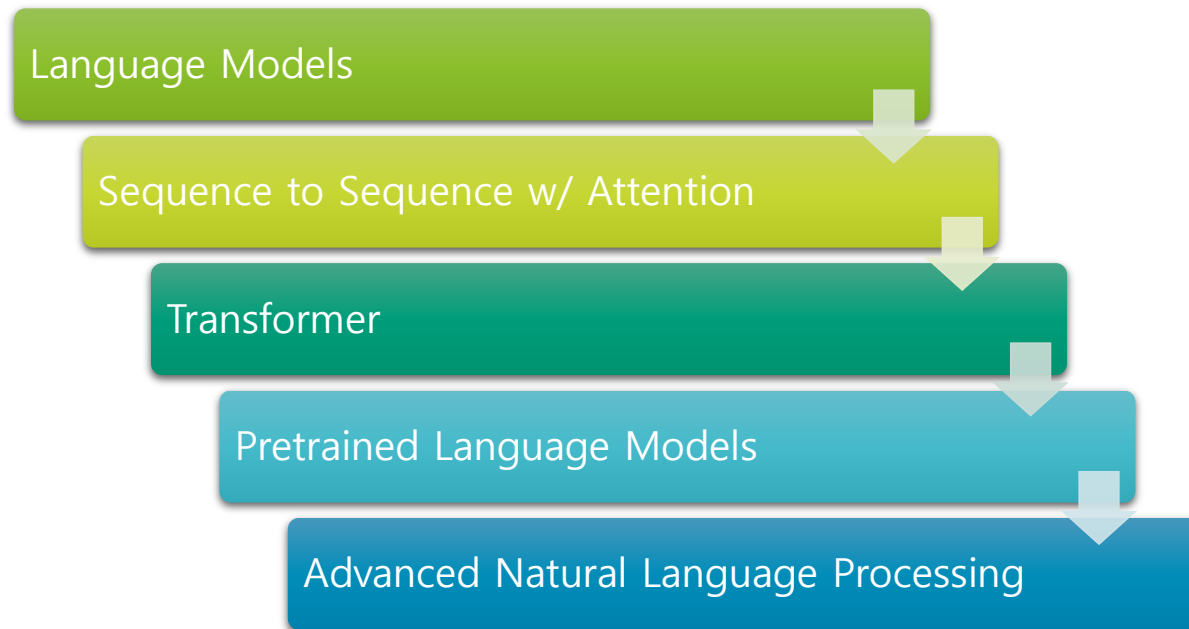 Language Models
Sequence to Sequence w/ Attention
Transformer
Pretrained Language Models
Advanced Natural Language Processing